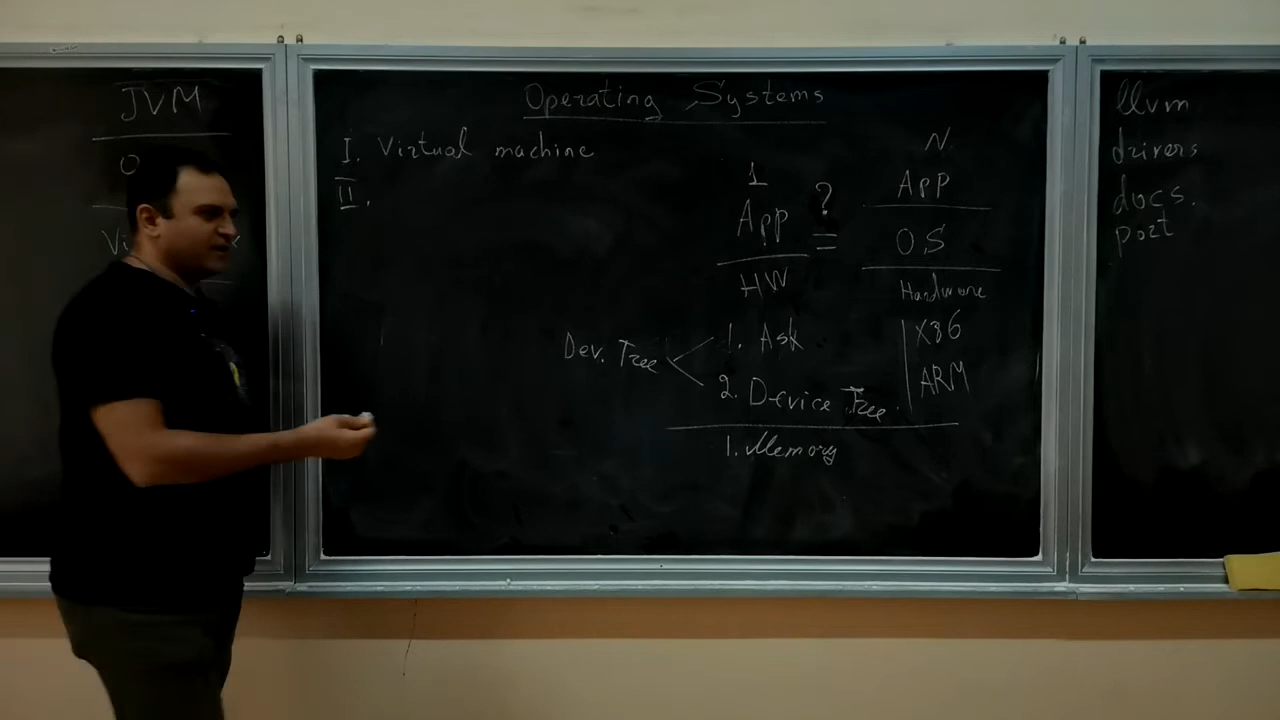 JVM
Operating Systems
I. Virtual machine
II.
1
App
HW
?
=
N
App
OS
Hardware
x86
ARM
Dev. Tree
1. Ask
2. Device Tree
1. Memory
llvm
drivers
docs.
port